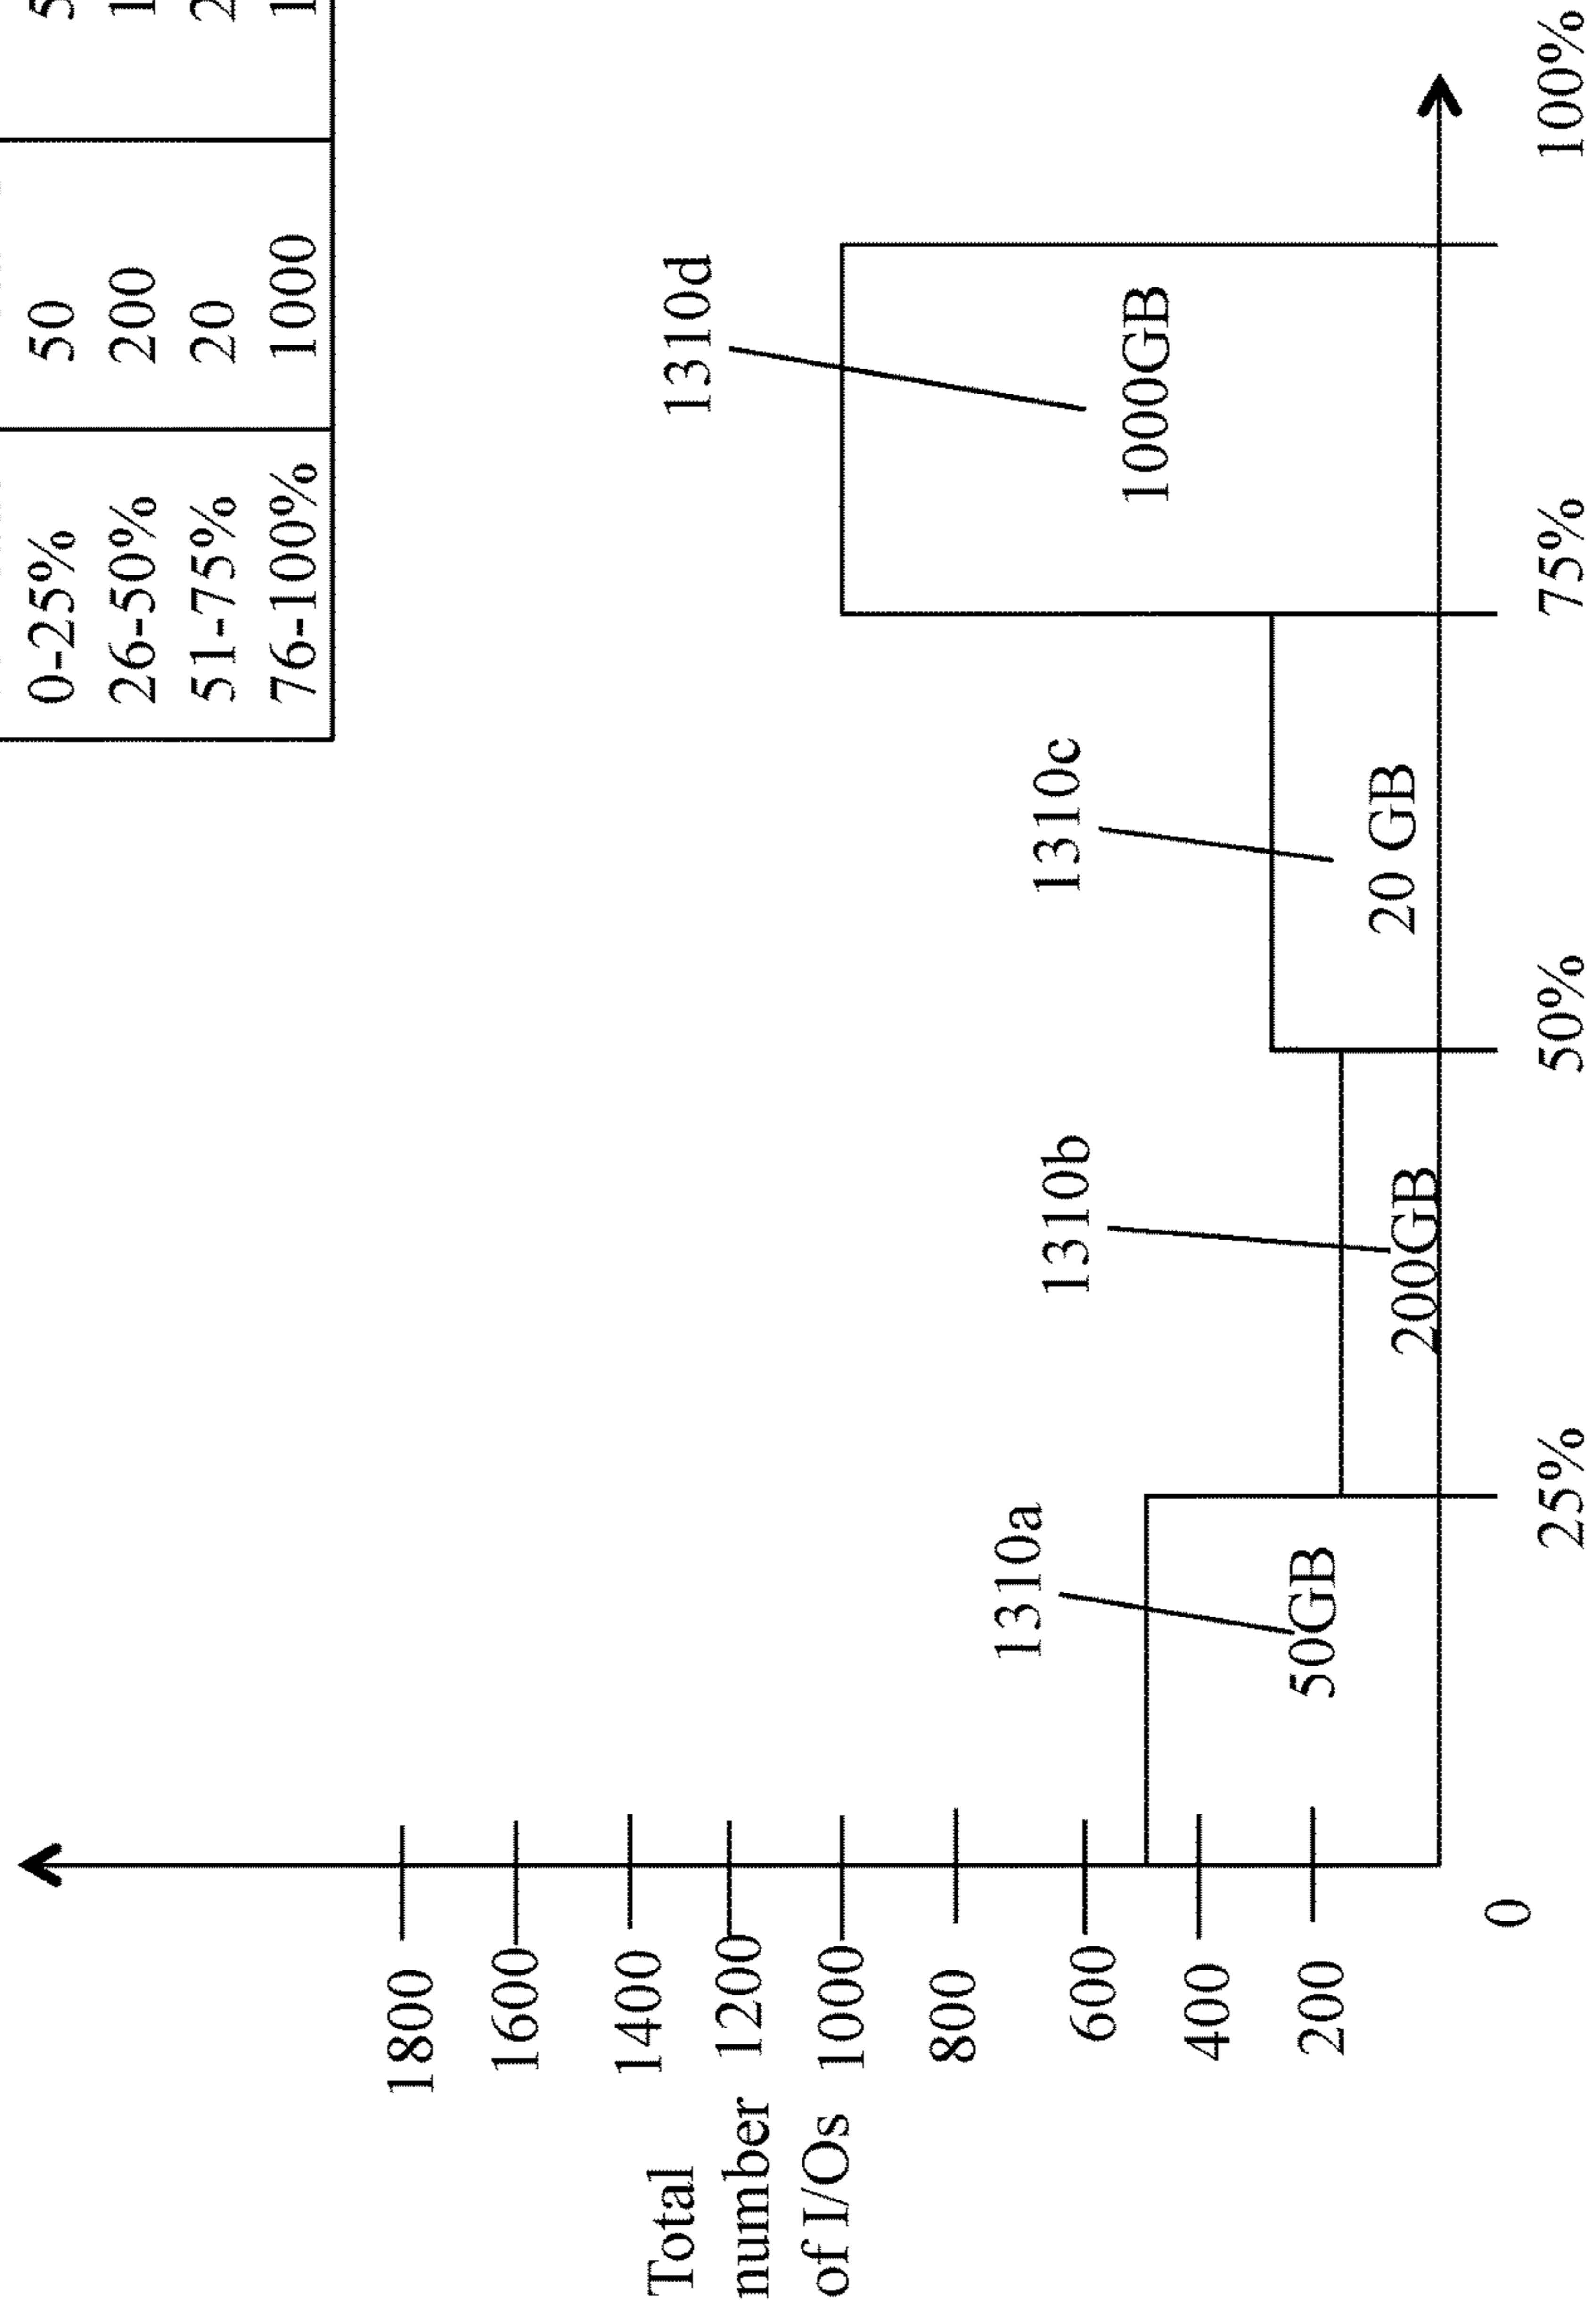 0-25% 50
26-50% 200
51-75% 20
76-100% 1000
1800
1600
1400
Total
number 1200
of I/Os 1000
800
600
400
200
0
1310a
50GB
1310b
200GB
1310c
20 GB
1310d
1000GB
25%
50%
75%
100%